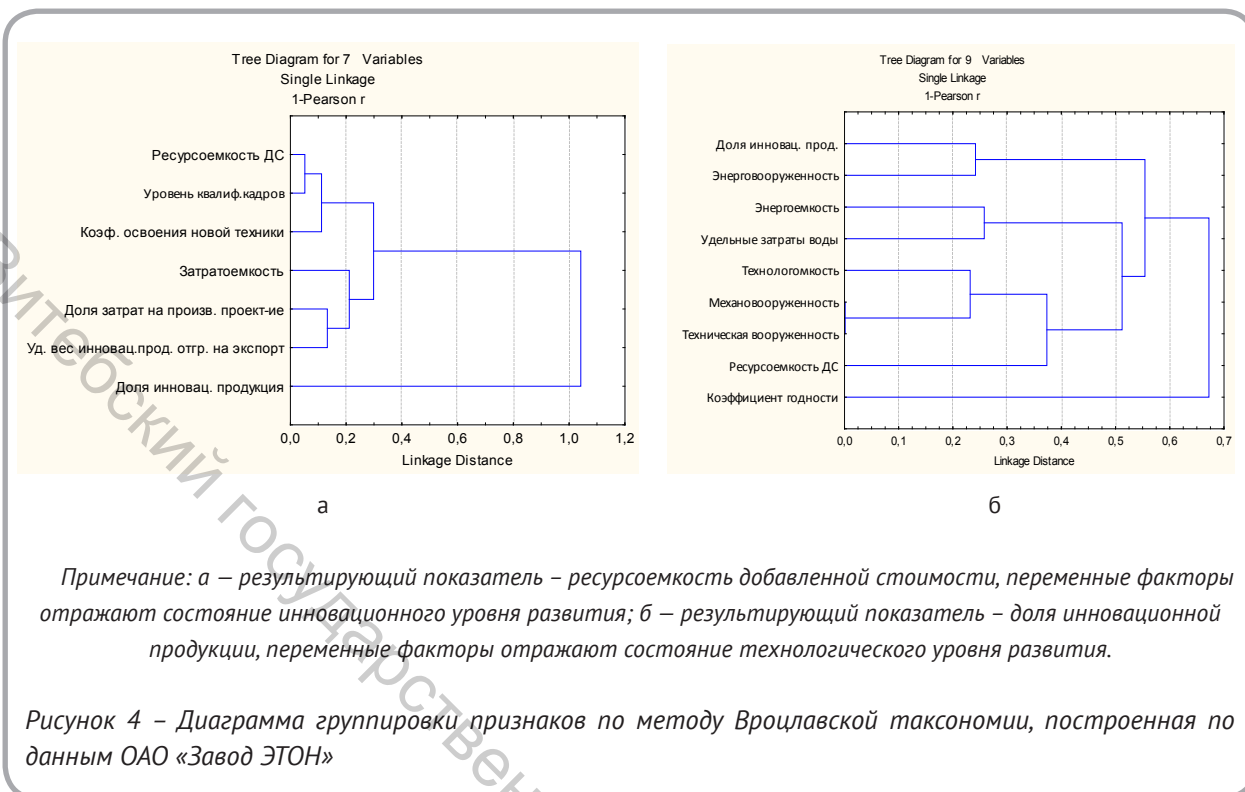 Tree Diagram for 7 Variables
Single Linkage
1-Pearson r
Ресурсоемкость ДС
Уровень квалиф.кадров
Коэф. освоения новой техники
Затратоемкость
Доля затрат на произв. проект-ие
Уд. вес инновац.прод. отгр. на экспорт
Доля инновац. продукция
0,0 0,2 0,4 0,6 0,8 1,0 1,2
Linkage Distance
а
Tree Diagram for 9 Variables
Single Linkage
1-Pearson r
Доля инновац. прод.
Энерговооруженность
Энергоемкость
Удельные затраты воды
Технологомкость
Механовооруженность
Техническая вооруженность
Ресурсоемкость ДС
Коэффициент годности
0,0 0,1 0,2 0,3 0,4 0,5 0,6 0,7
Linkage Distance
б
Примечание: а – результирующий показатель – ресурсоемкость добавленной стоимости, переменные факторы
отражают состояние инновационного уровня развития; б – результирующий показатель – доля инновационной
продукции, переменные факторы отражают состояние технологического уровня развития.
Рисунок 4 – Диаграмма группировки признаков по методу Вроцлавской таксономии, построенная по
данным ОАО «Завод ЭТОН»
Витебский государствен